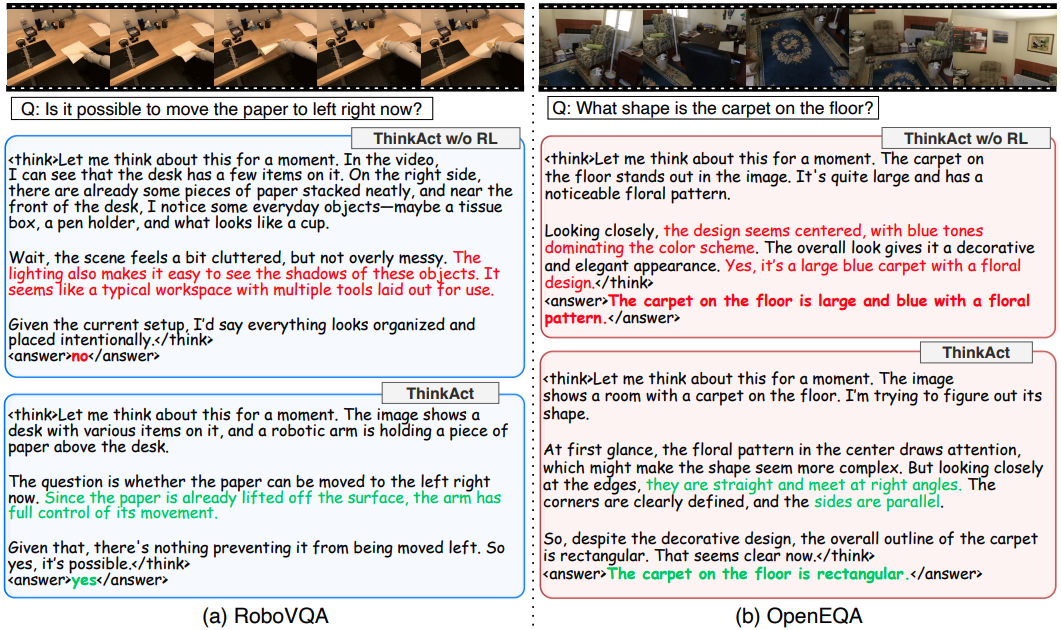 Q: Is it possible to move the paper to left right now?
ThinkAct w/o RL
<think>Let me think about this for a moment. In the video,
I can see that the desk has a few items on it. On the right side,
there are already some pieces of paper stacked neatly, and near the
front of the desk, I notice some everyday objects—maybe a tissue
box, a pen holder, and what looks like a cup.
Wait, the scene feels a bit cluttered, but not overly messy. The
lighting also makes it easy to see the shadows of these objects. It
seems like a typical workspace with multiple tools laid out for use.
Given the current setup, I'd say everything looks organized and
placed intentionally.</think>
<answer>no</answer>
ThinkAct
<think>Let me think about this for a moment. The image shows a
desk with various items on it, and a robotic arm is holding a piece of
paper above the desk.
The question is whether the paper can be moved to the left right
now. Since the paper is already lifted off the surface, the arm has
full control of its movement.
Given that, there's nothing preventing it from being moved left. So
yes, it's possible.</think>
<answer>yes</answer>
(a) RoboVQA
Q: What shape is the carpet on the floor?
ThinkAct w/o RL
<think>Let me think about this for a moment. The carpet on
the floor stands out in the image. It's quite large and has a
noticeable floral pattern.
Looking closely, the design seems centered, with blue tones
dominating the color scheme. The overall look gives it a decorative
and elegant appearance. Yes, it's a large blue carpet with a floral
design.</think>
<answer>The carpet on the floor is large and blue with a floral
pattern.</answer>
ThinkAct
<think>Let me think about this for a moment. The image
shows a room with a carpet on the floor. I'm trying to figure out its
shape.
At first glance, the floral pattern in the center draws attention,
which might make the shape seem more complex. But looking closely
at the edges, they are straight and meet at right angles. The
corners are clearly defined, and the sides are parallel.
So, despite the decorative design, the overall outline of the carpet
is rectangular. That seems clear now.</think>
<answer>The carpet on the floor is rectangular.</answer>
(b) OpenEQA